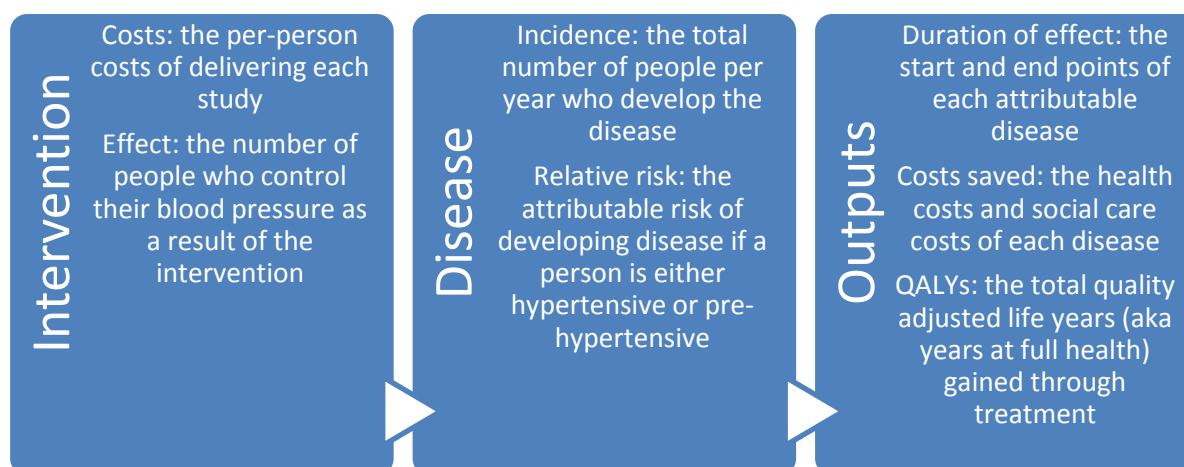 Intervention
Costs: the per-person
costs of delivering each
study
Effect: the number of
people who control
their blood pressure as
a result of the
intervention
Disease
Incidence: the total
number of people per
year who develop the
disease
Relative risk: the
attributable risk of
developing disease if a
person is either
hypertensive or pre-
hypertensive
Outputs
Duration of effect: the
start and end points of
each attributable
disease
Costs saved: the health
costs and social care
costs of each disease
QALYs: the total quality
adjusted life years (aka
years at full health)
gained through
treatment